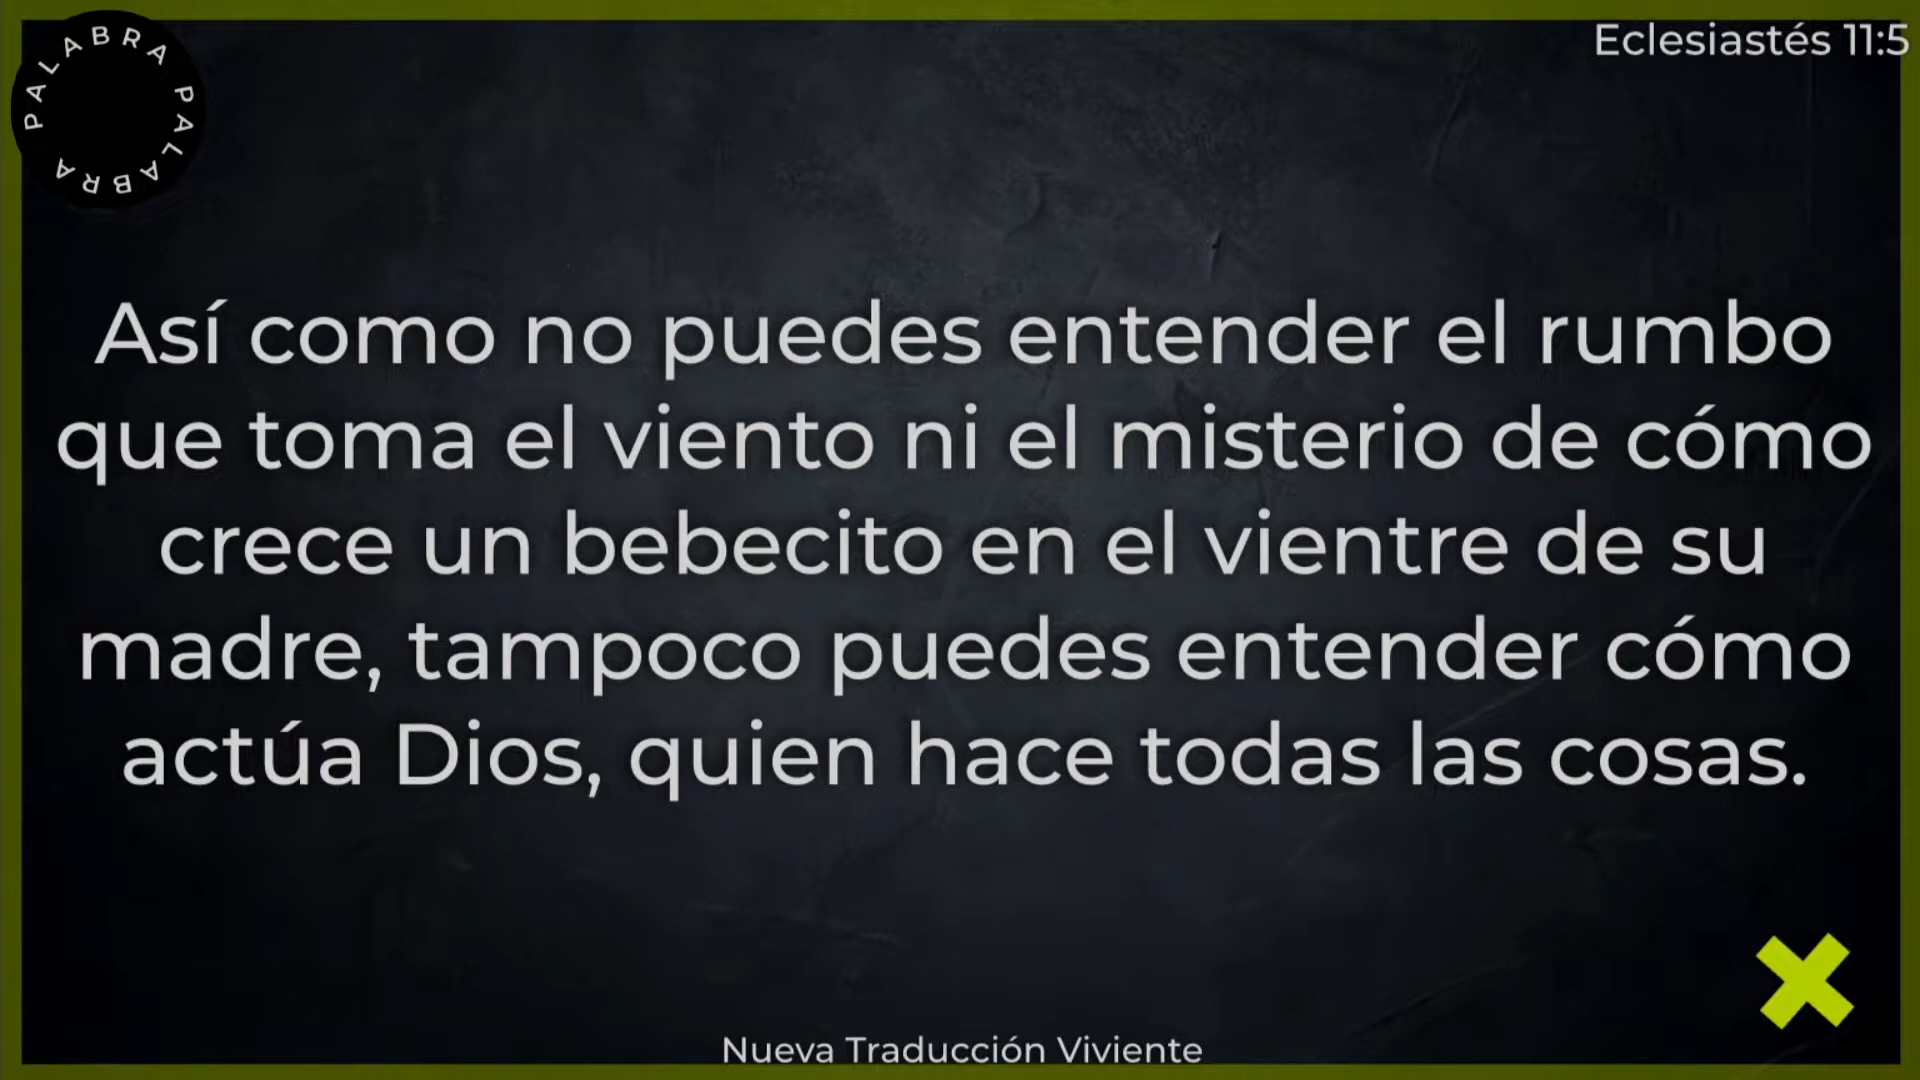 PALABRA PALABRA
Eclesiastés 11:5
Así como no puedes entender el rumbo
que toma el viento ni el misterio de cómo
crece un bebecito en el vientre de su
madre, tampoco puedes entender cómo
actúa Dios, quien hace todas las cosas.
Nueva Traducción Viviente